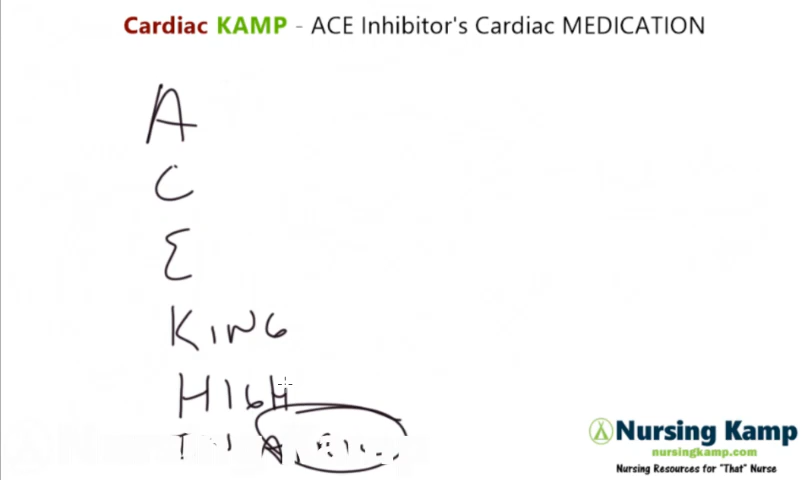 Cardiac KAMP - ACE Inhibitor's Cardiac MEDICATION
A
C
E
KING
HIGH
Nursing Kamp
nursingkamp.com
Nursing Resources for "That" Nurse